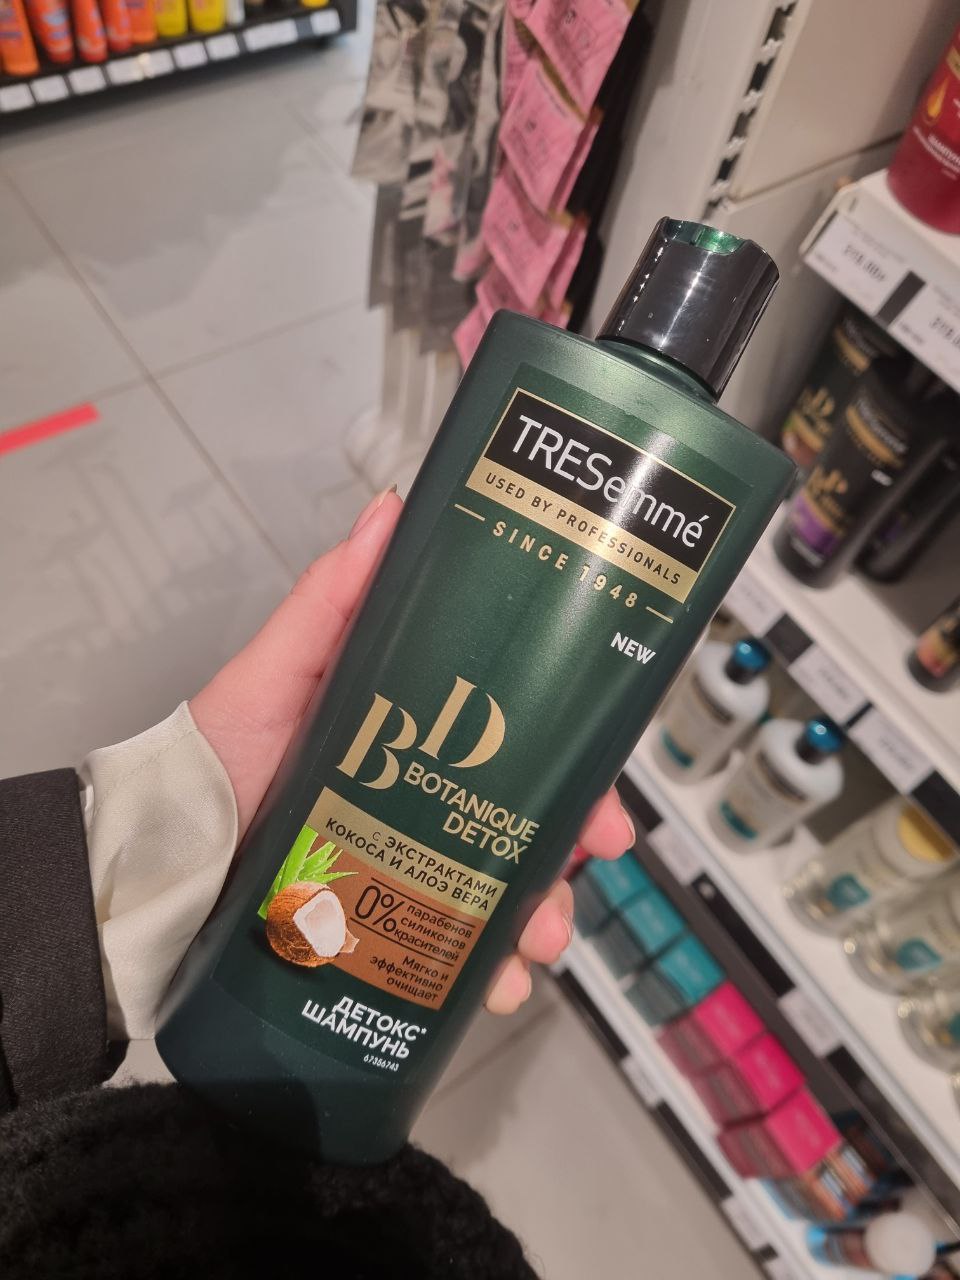 TRESemmé
USED BY PROFESSIONALS
SINCE 1948
NEW
BD
BOTANIQUE
DETOX
С ЭКСТРАКТАМИ
КОКОСА И АЛОЭ ВЕРА
0%
парабенов
силиконов
красителей
Мягко и
эффективно
очищает
ДЕТОКС*
ШАМПУНЬ
67356743